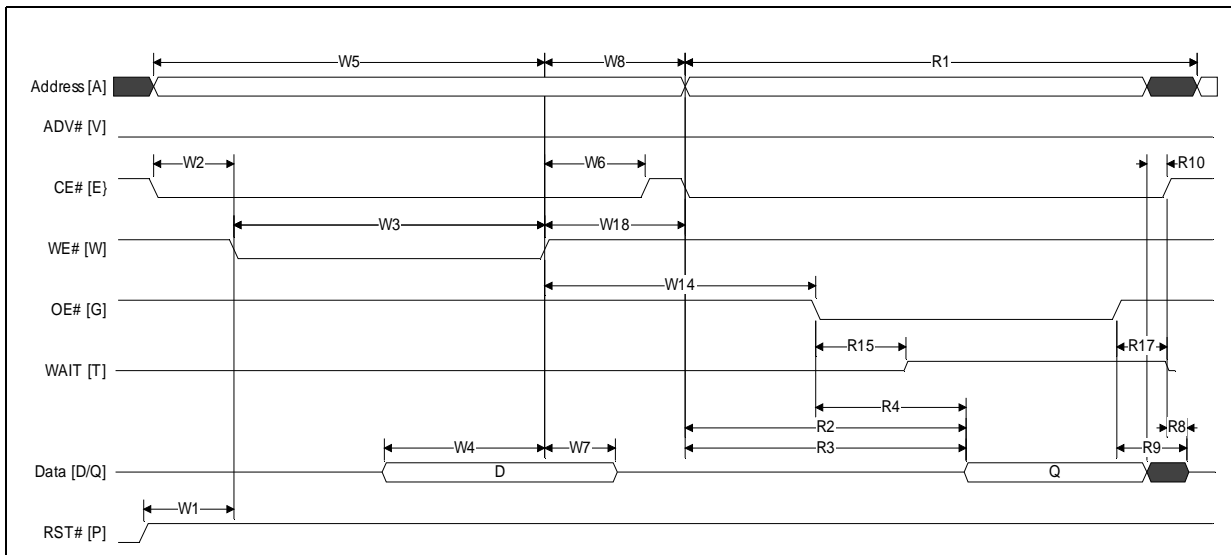 W5 W8 R1
Address [A]
ADV# [V]
W2 W6 R10
CE# [E}
W3 W18
WE# [W]
W14
OE# [G]
R15 R17
WAIT [T]
R4
R2 R8
R3 R9
W4 W7
Data [D/Q] D Q
W1
RST# [P]